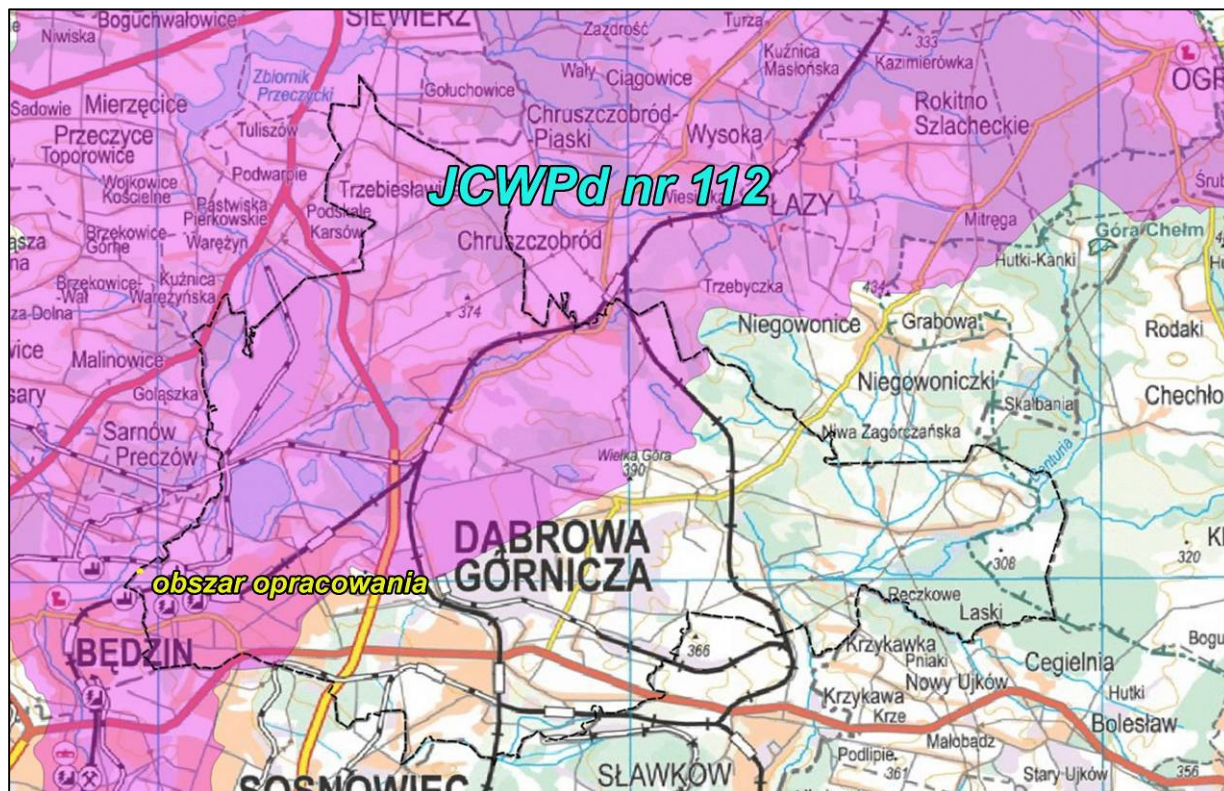 Boguchwałowice
SIEWIERZ
Niwiska
Zazdrość
Turza
333
Kuźnica
Masłońska
Kazimierówka
Wały
Ciągowice
Zbiornik
Przeczycki
Gołuchowice
Sadowie
Mierzęcice
Chruszczobród-
Piaski
Wysoka
Rokitno
Szlacheckie
Przeczyce
Toporowice
Tuliszów
Podwarpie
Wojkowice
Kościelne
JCWPd nr 112
ŁAZY
Pastwiska
Pierkowskie
Podskale
Karsów
Mitręga
Brzękowice
Górne
Warężyn
Chruszczobród
Góra Chełm
Hutki-Kanki
Brzękowice-
Wał
Kuźnica
Warężyńska
Trzebyczka
434
374
Niegowonice
Grabowa
Rodaki
Malinowice
Niegowoniczki
Gołąszka
Skałbania
Sarnów
Preczów
Niwa Zagórczańska
Wielka Góra
390
Centuria
DĄBROWA
GÓRNICZA
308
320
obszar opracowania
Ręczkowe
Laski
BĘDZIN
366
Krzykawka
Pniaki
Nowy Ujków
Cegielnia
Krzykawa
Krze
Hutki
Bolesław
Małobądz
Podlipie
361
Stary Ujków
356
SOSNOWIEC
SŁAWKÓW